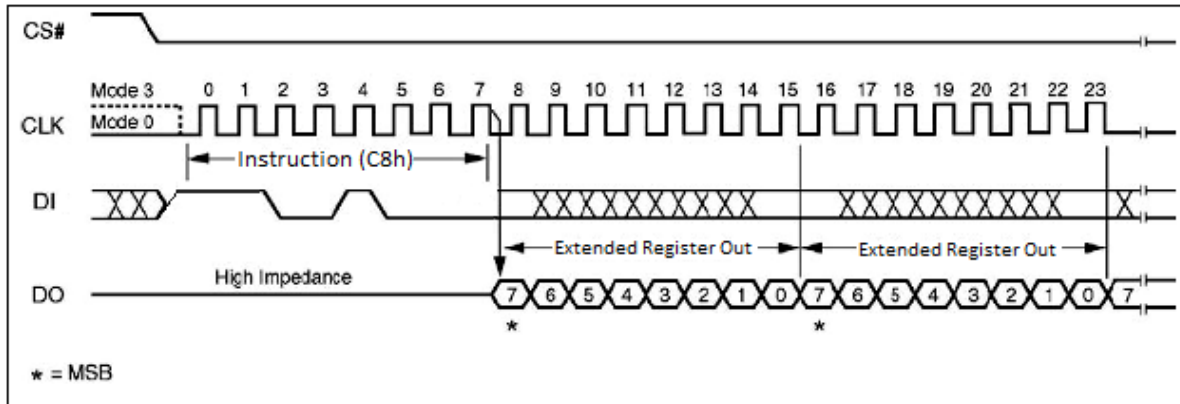 CS#
Mode 3
0 1 2 3 4 5 6 7 8 9 10 11 12 13 14 15 16 17 18 19 20 21 22 23
CLK
Mode 0
Instruction (C8h)
DI
Extended Register Out Extended Register Out
High Impedance
DO
7 6 5 4 3 2 1 0 7 6 5 4 3 2 1 0 7
* *
* = MSB